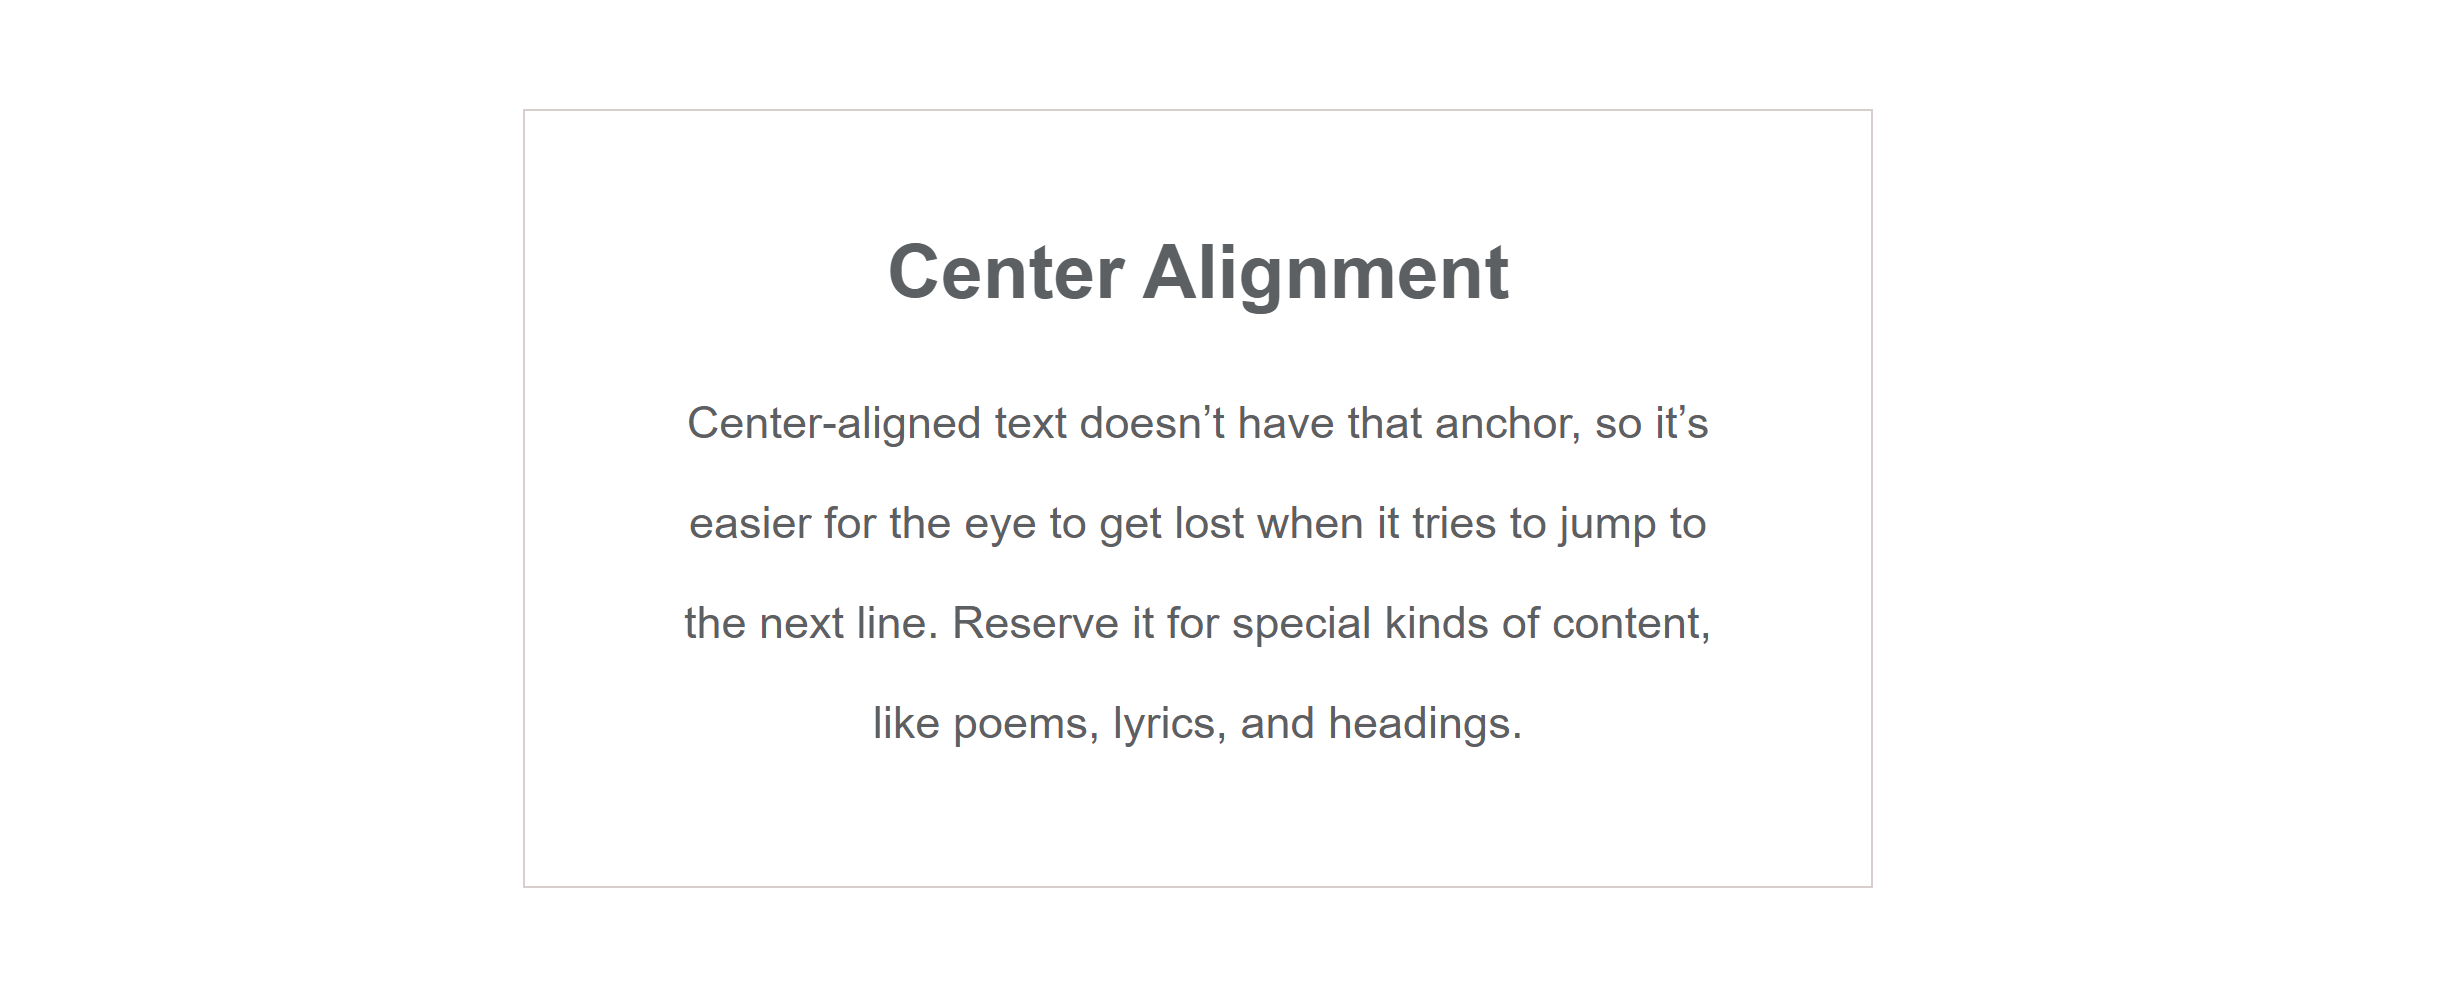 Center Alignment
Center-aligned text doesn’t have that anchor, so it’s
easier for the eye to get lost when it tries to jump to
the next line. Reserve it for special kinds of content,
like poems, lyrics, and headings.